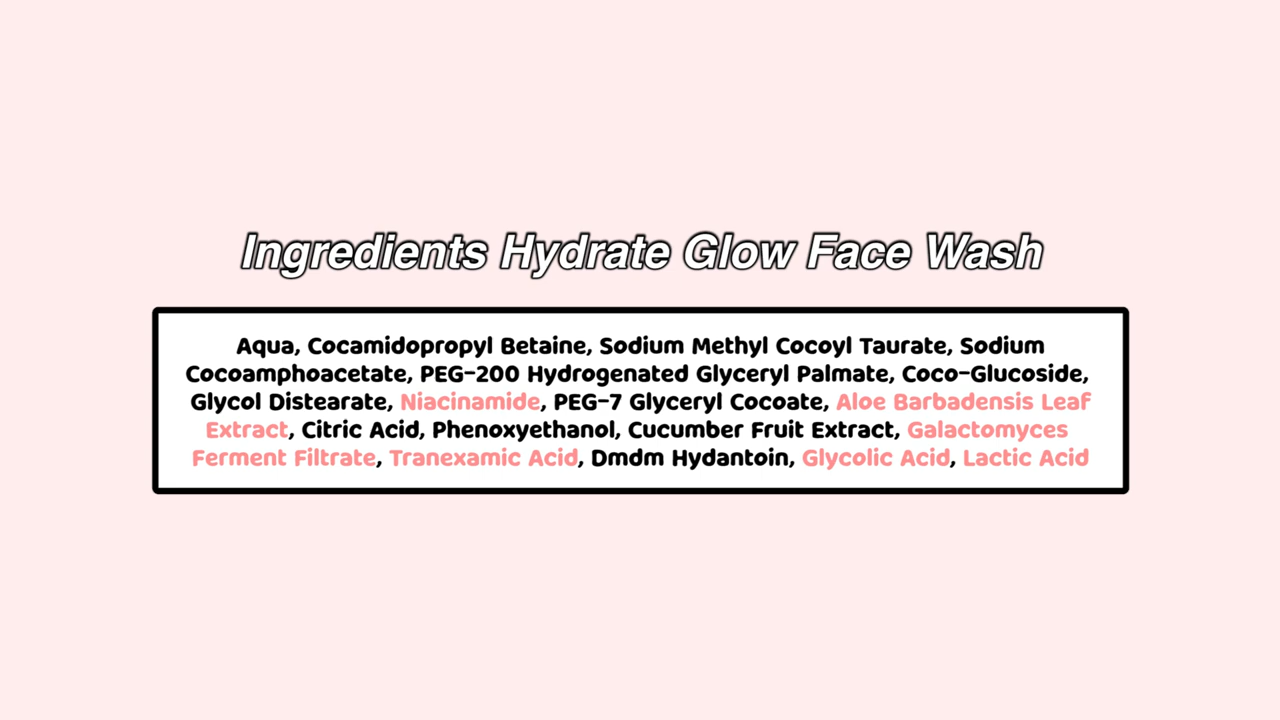 Ingredients Hydrate Glow Face Wash
Aqua, Cocamidopropyl Betaine, Sodium Methyl Cocoyl Taurate, Sodium
Cocoamphoacetate, PEG-200 Hydrogenated Glyceryl Palmate, Coco-Glucoside,
Glycol Distearate, Niacinamide, PEG-7 Glyceryl Cocoate, Aloe Barbadensis Leaf
Extract, Citric Acid, Phenoxyethanol, Cucumber Fruit Extract, Galactomyces
Ferment Filtrate, Tranexamic Acid, Dmdm Hydantoin, Glycolic Acid, Lactic Acid